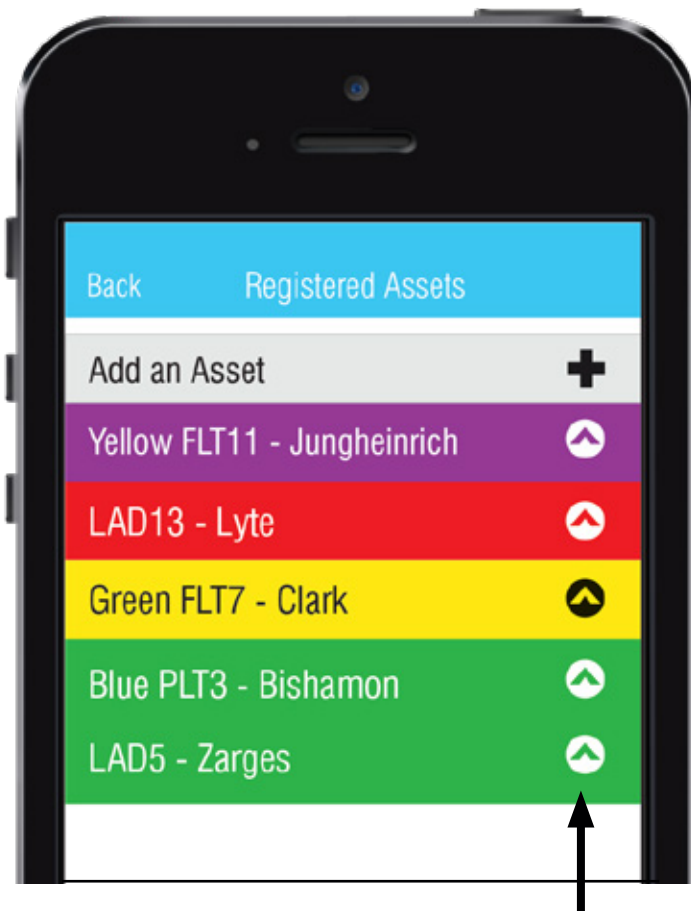 Back Registered Assets
Add an Asset
Yellow FLT11 - Jungheinrich
LAD13 - Lyte
Green FLT7 - Clark
Blue PLT3 - Bishamon
LAD5 - Zarges